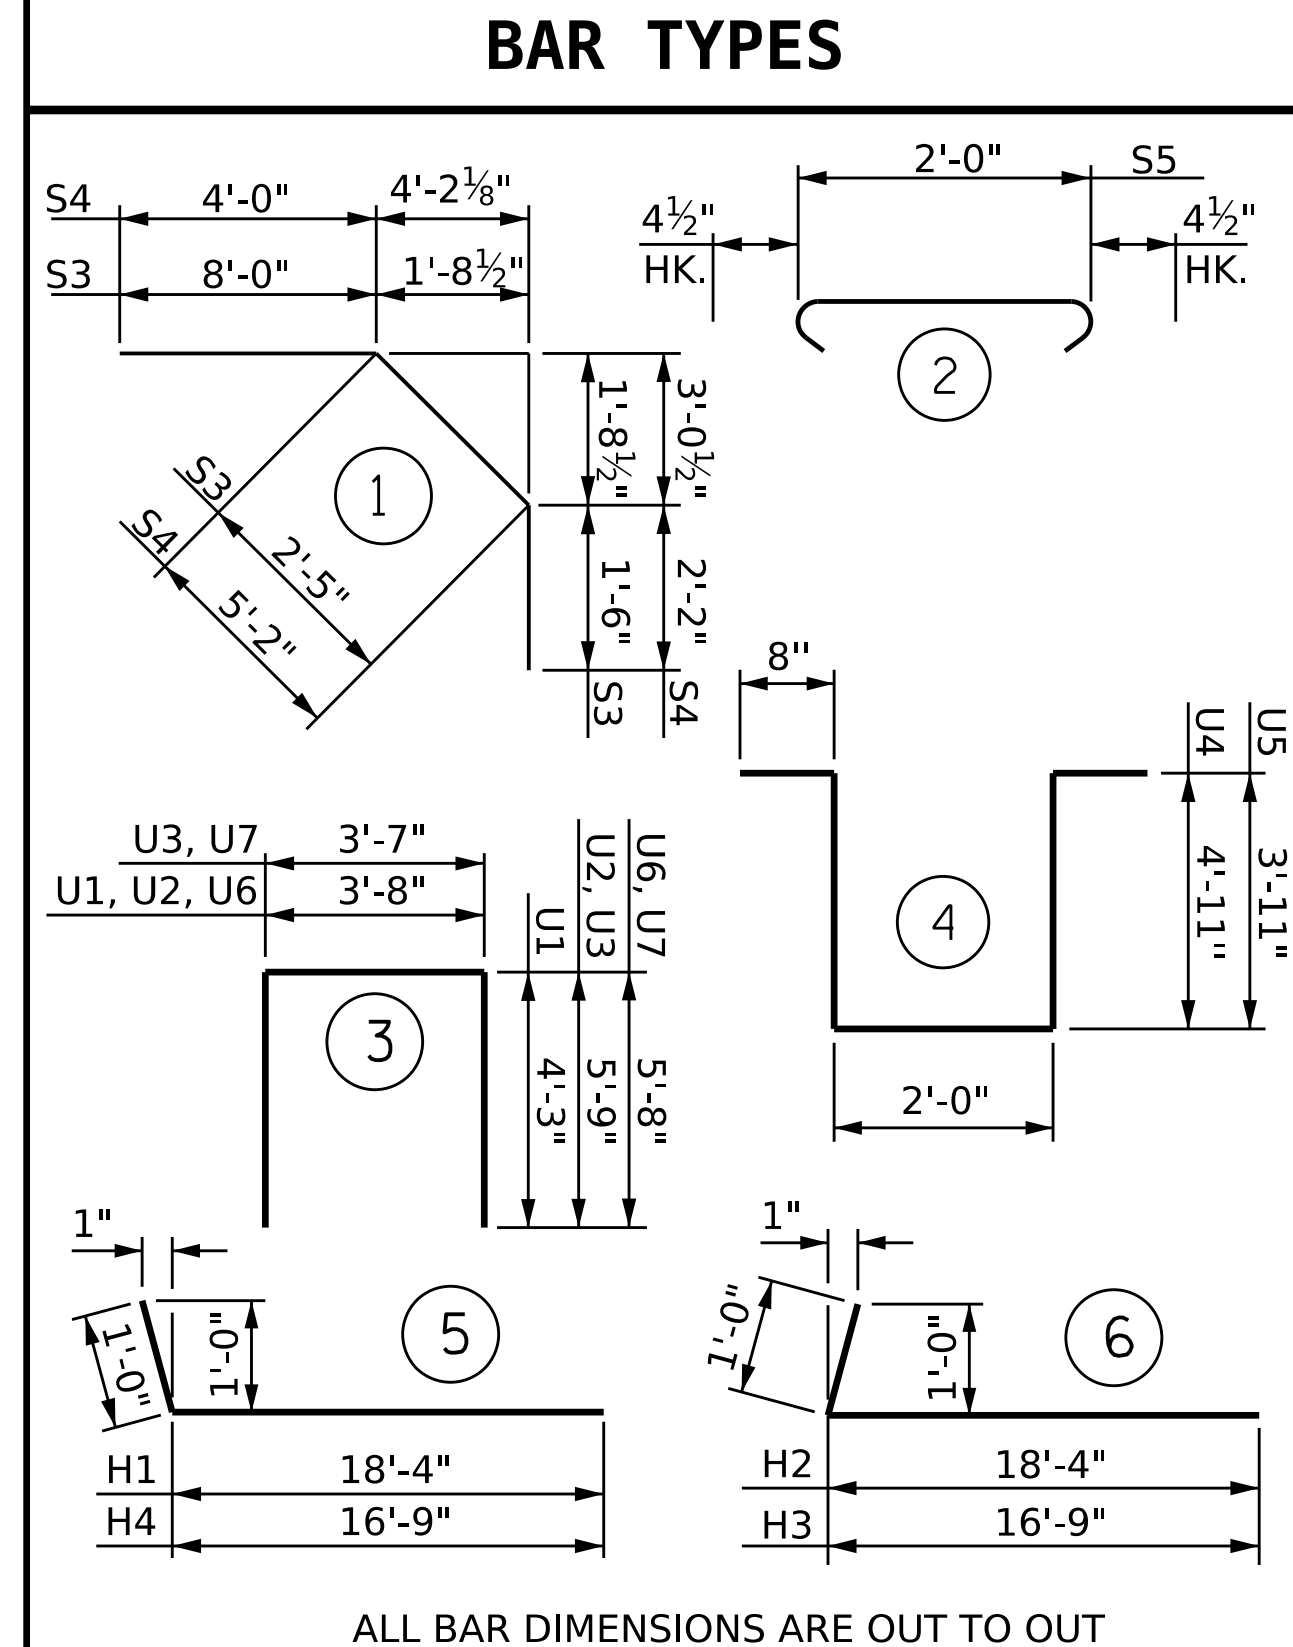 BAR TYPES
S4 4'-0" 4'-2⅛"
S3 8'-0" 1'-8½"
1'-8½" 3'-0½"
1'-6" 2'-2"
S3 S4
S3 2'-5"
S4 5'-2"
1
2'-0" S5
4½" HK.
4½" HK.
2
U3, U7 3'-7"
U1, U2, U6 3'-8"
U1 U2, U3 U6, U7
4'-3" 5'-9" 5'-8"
3
8"
U4 U5
4'-11" 3'-11"
4
2'-0"
1"
1'-0" 1'-0"
5
H1 18'-4"
H4 16'-9"
1"
1'-0" 1'-0"
6
H2 18'-4"
H3 16'-9"
ALL BAR DIMENSIONS ARE OUT TO OUT